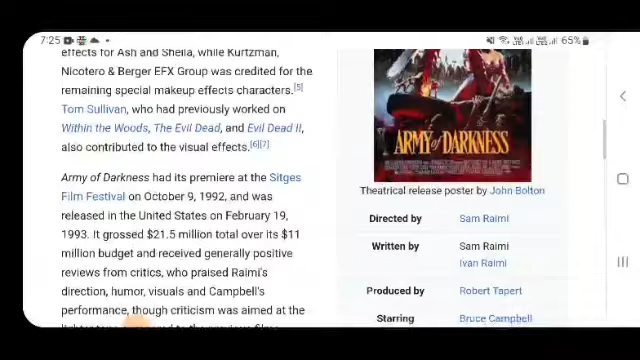 7:25
65%
effects for Ash and Sheila, while Kurtzman,
Nicotero & Berger EFX Group was credited for the
remaining special makeup effects characters.[5]
Tom Sullivan, who had previously worked on
Within the Woods, The Evil Dead, and Evil Dead II,
also contributed to the visual effects.[6][7]
Army of Darkness had its premiere at the Sitges
Film Festival on October 9, 1992, and was
released in the United States on February 19,
1993. It grossed $21.5 million total over its $11
million budget and received generally positive
reviews from critics, who praised Raimi's
direction, humor, visuals and Campbell's
performance, though criticism was aimed at the
ARMY of DARKNESS
Theatrical release poster by John Bolton
Directed by Sam Raimi
Written by Sam Raimi
Ivan Raimi
Produced by Robert Tapert
Starring Bruce Campbell